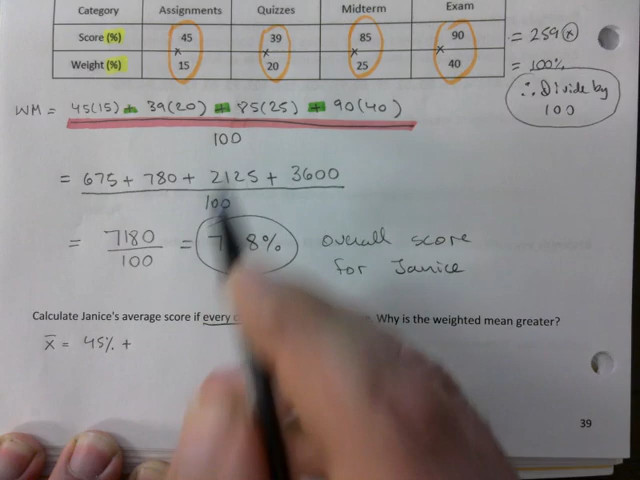 Category Assignments Quizzes Midterm Exam
Score (%) 45 39 85 90 = 259 ⓧ
x x x x
Weight (%) 15 20 25 40 = 100%
∴ Divide by
100
WM = 45(15) + 39(20) + 85(25) + 90(40)
100
= 675 + 780 + 2125 + 3600
100
= 7180 = 8% overall score
100 for Janice
Calculate Janice's average score if every Why is the weighted mean greater?
x̄ = 45% +
39